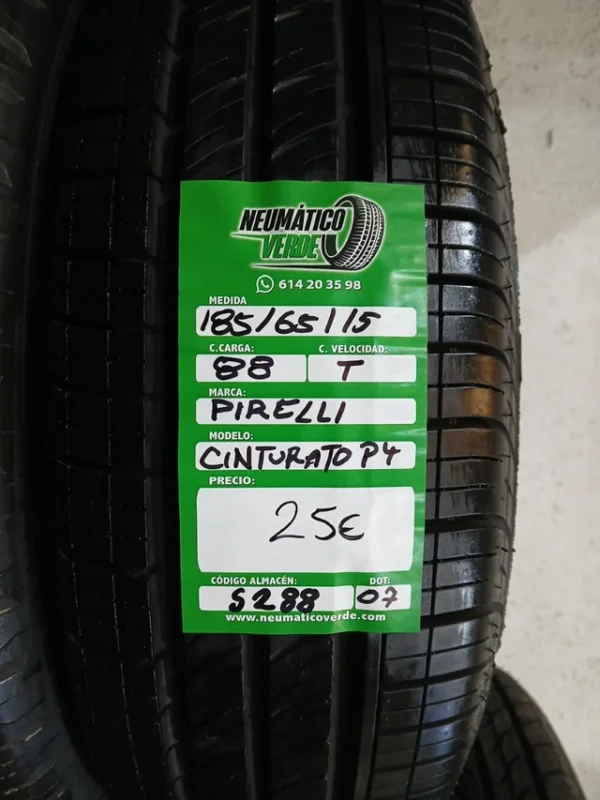 NEUMÁTICO
VERDE
614 20 35 98
MEDIDA
185/65/15
C.CARGA: C. VELOCIDAD:
88 T
MARCA:
PIRELLI
MODELO:
CINTURATO P4
PRECIO:
25€
CÓDIGO ALMACÉN: DOT:
S288 07
www.neumaticoverde.com